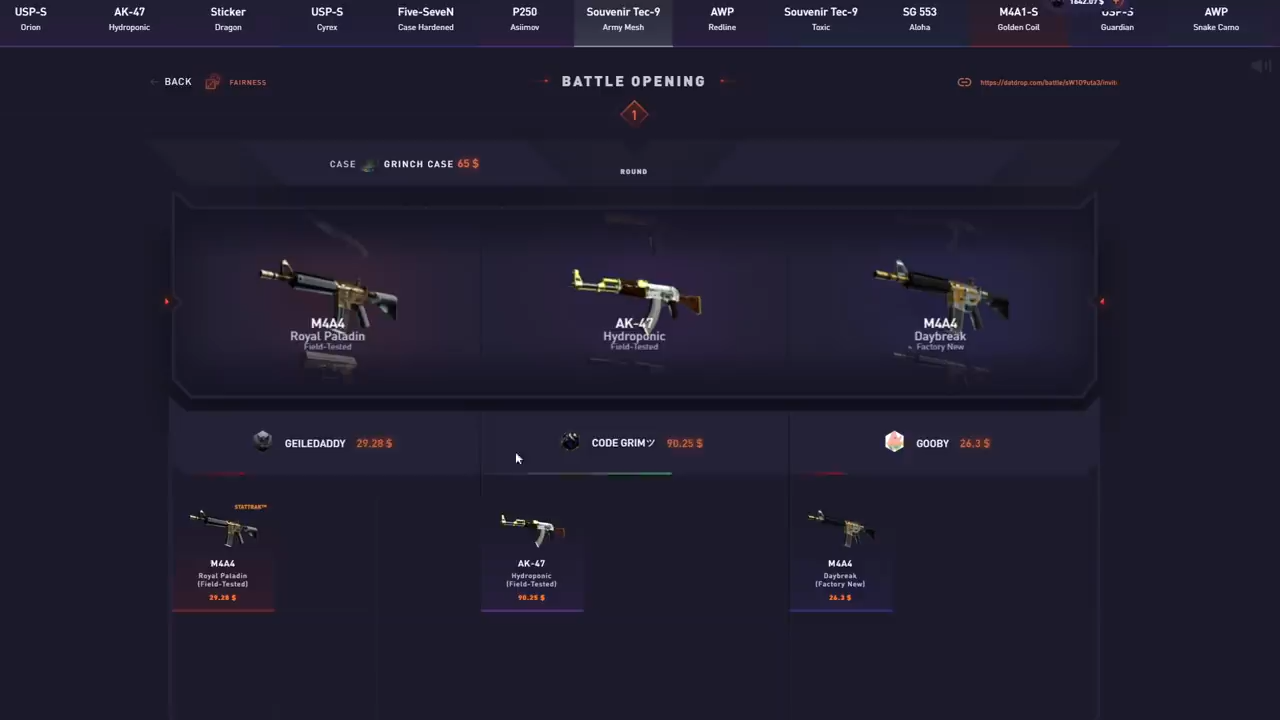 USP-S
Orion
AK-47
Hydroponic
Sticker
Dragon
USP-S
Cyrex
Five-SeveN
Case Hardened
P250
Asiimov
Souvenir Tec-9
Army Mesh
AWP
Redline
Souvenir Tec-9
Toxic
SG 553
Aloha
M4A1-S
Golden Coil
USP-S
Guardian
AWP
Snake Camo
BACK
FAIRNESS
BATTLE OPENING
1
CASE GRINCH CASE 65 $
ROUND
M4A4
Royal Paladin
Field-Tested
AK-47
Hydroponic
Field-Tested
M4A4
Daybreak
Factory New
GEILEDADDY 29.28 $
CODE GRIMツ 90.25 $
GOOBY 26.3 $
STATTRAK™
M4A4
Royal Paladin
(Field-Tested)
29.28 $
AK-47
Hydroponic
(Field-Tested)
90.25 $
M4A4
Daybreak
(Factory New)
26.3 $